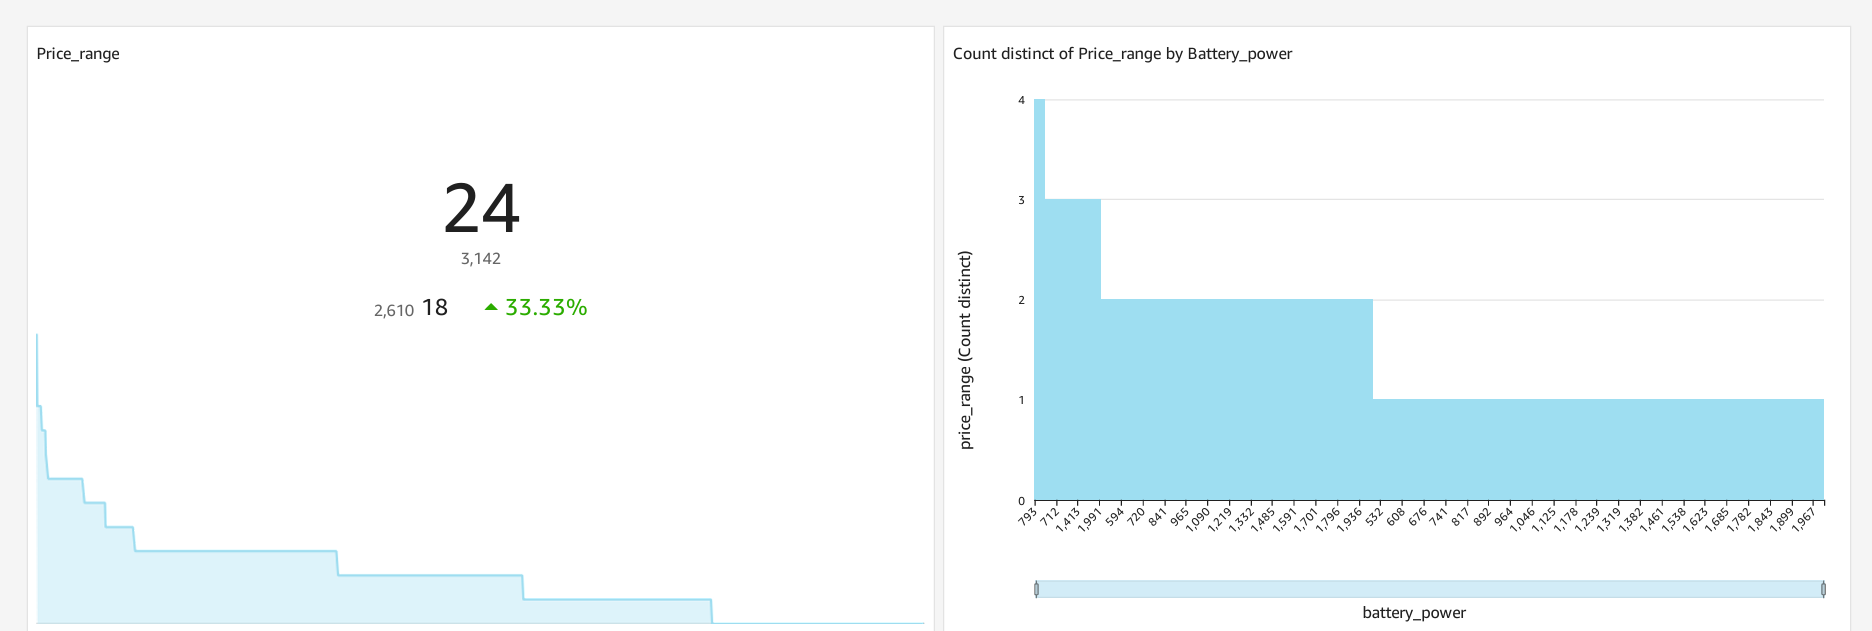 Price_range
24
3,142
2,610 18 33.33%
Count distinct of Price_range by Battery_power
price_range (Count distinct)
4
3
2
1
0
793 712 1,413 1,991 594 720 841 965 1,090 1,219 1,332 1,485 1,591 1,701 1,796 1,936 532 608 676 741 817 892 964 1,046 1,125 1,178 1,239 1,319 1,382 1,461 1,538 1,623 1,685 1,782 1,843 1,899 1,967
battery_power